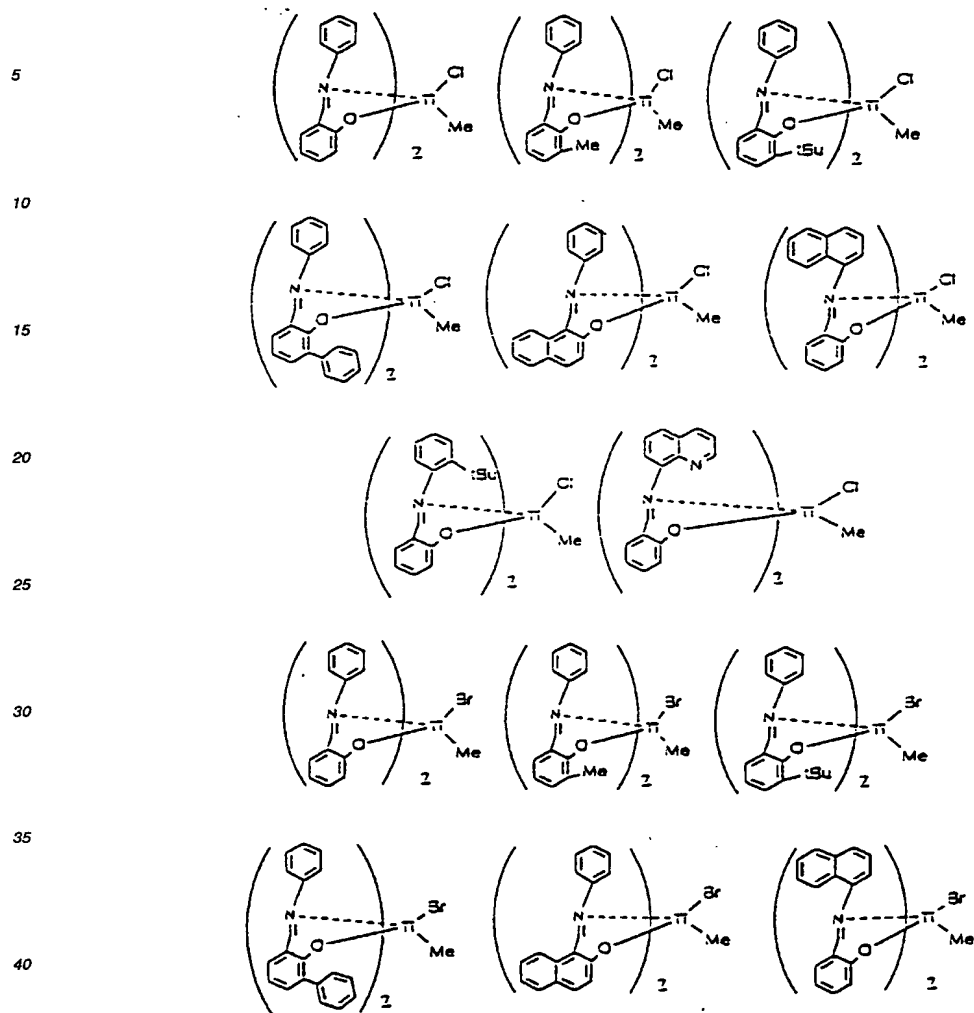 5
N Cl N Cl N Cl
Ti Ti Ti
O Me O Me O Me
Me tBu
2 2 2
10
N Cl N Cl N Cl
Ti Ti Ti
15
O Me O Me O Me
2 2 2
20
tBu N
N Cl N Cl
Ti Ti
O Me O Me
25
2 2
30
N Br N Br N Br
Ti Ti Ti
O Me O Me O Me
Me tBu
2 2 2
35
N Br N Br N Br
Ti Ti Ti
O Me O Me O Me
40
2 2 2